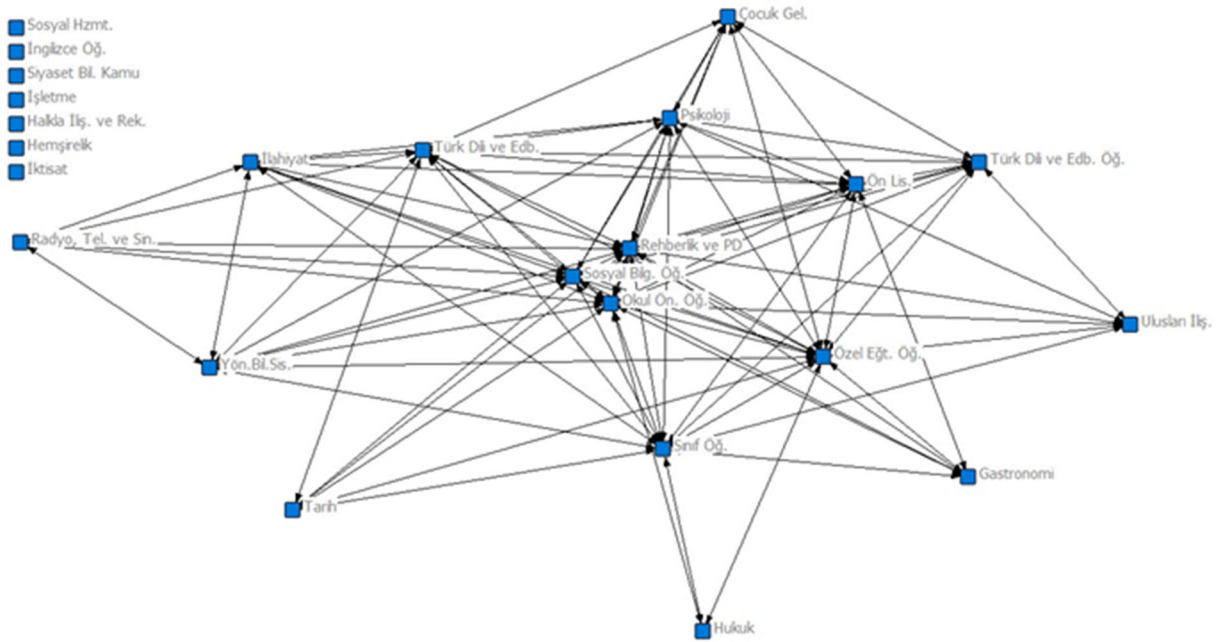 Sosyal Hzmt.
İngilizce Öğ.
Siyaset Bil. Kamu
İşletme
Halkla İliş. ve Rek.
Hemşirelik
İktisat
Çocuk Gel.
Psikoloji
Türk Dili ve Edb.
İlahiyat
Türk Dili ve Edb. Öğ.
Ön Lis.
Radyo, Tel. ve Sin.
Rehberlik ve PD
Sosyal Bilg. Öğ.
Okul Ön. Öğ.
Ulusları İliş.
Özel Eğt. Öğ.
Yön.Bil.Sis.
Sınıf Öğ.
Gastronomi
Tarih
Hukuk